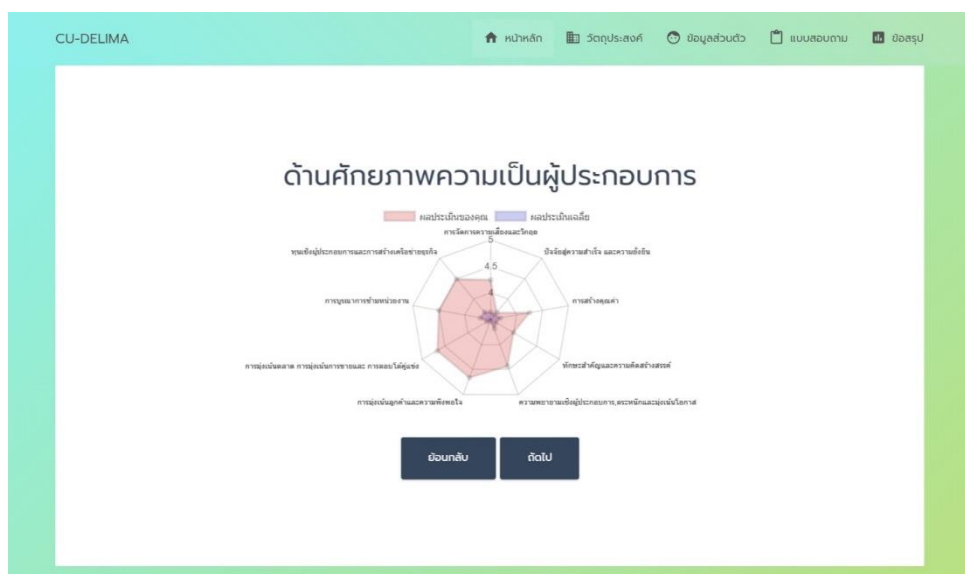 CU-DELIMA
หน้าหลัก
วัตถุประสงค์
ข้อมูลส่วนตัว
แบบสอบถาม
ข้อสรุป
ด้านศักยภาพความเป็นผู้ประกอบการ
ผลประเมินของคุณ
ผลประเมินเฉลี่ย
การจัดการความเสี่ยงและวิกฤต
5
ทุนเชิงผู้ประกอบการและการสร้างเครือข่ายธุรกิจ
ปัจจัยสู่ความสำเร็จ และความยั่งยืน
4.5
4
การบูรณาการข้ามหน่วยงาน
การสร้างคุณค่า
การมุ่งเน้นตลาด การมุ่งเน้นการขายและ การตอบโต้คู่แข่ง
ทักษะสำคัญและความคิดสร้างสรรค์
การมุ่งเน้นลูกค้าและความพึงพอใจ
ความพยายามเชิงผู้ประกอบการ,ตระหนักและมุ่งเน้นโอกาส
ย้อนกลับ
ถัดไป